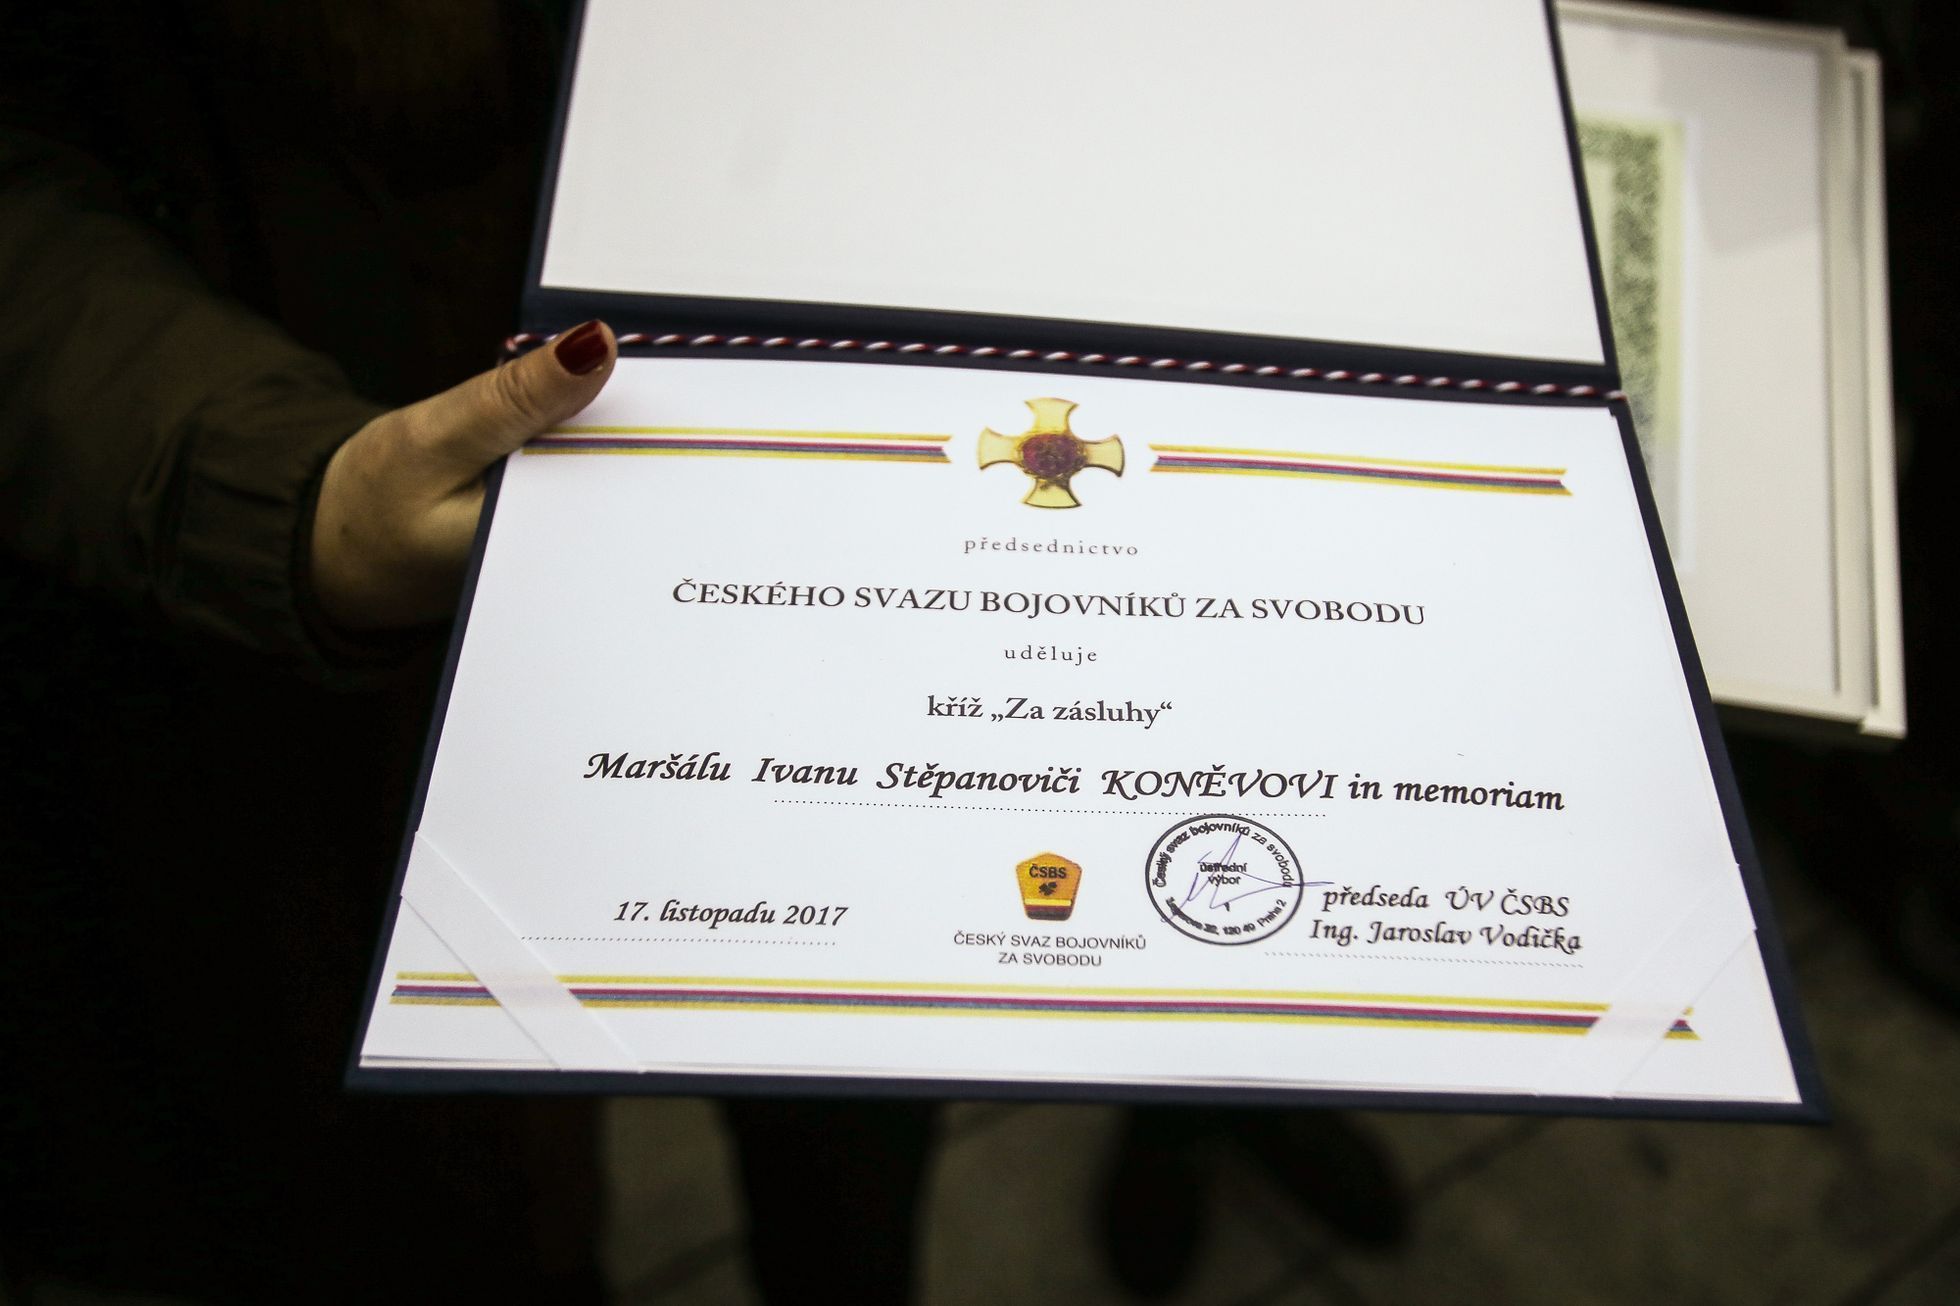 předsednictvo
ČESKÉHO SVAZU BOJOVNÍKŮ ZA SVOBODU
uděluje
kříž „Za zásluhy“
Maršálu Ivanu Stěpanoviči KONĚVOVI in memoriam
17. listopadu 2017
ČSBS
ČESKÝ SVAZ BOJOVNÍKŮ
ZA SVOBODU
Český svaz bojovníků za svobodu
ústřední
výbor
1
Praha 2
předseda ÚV ČSBS
Ing. Jaroslav Vodička